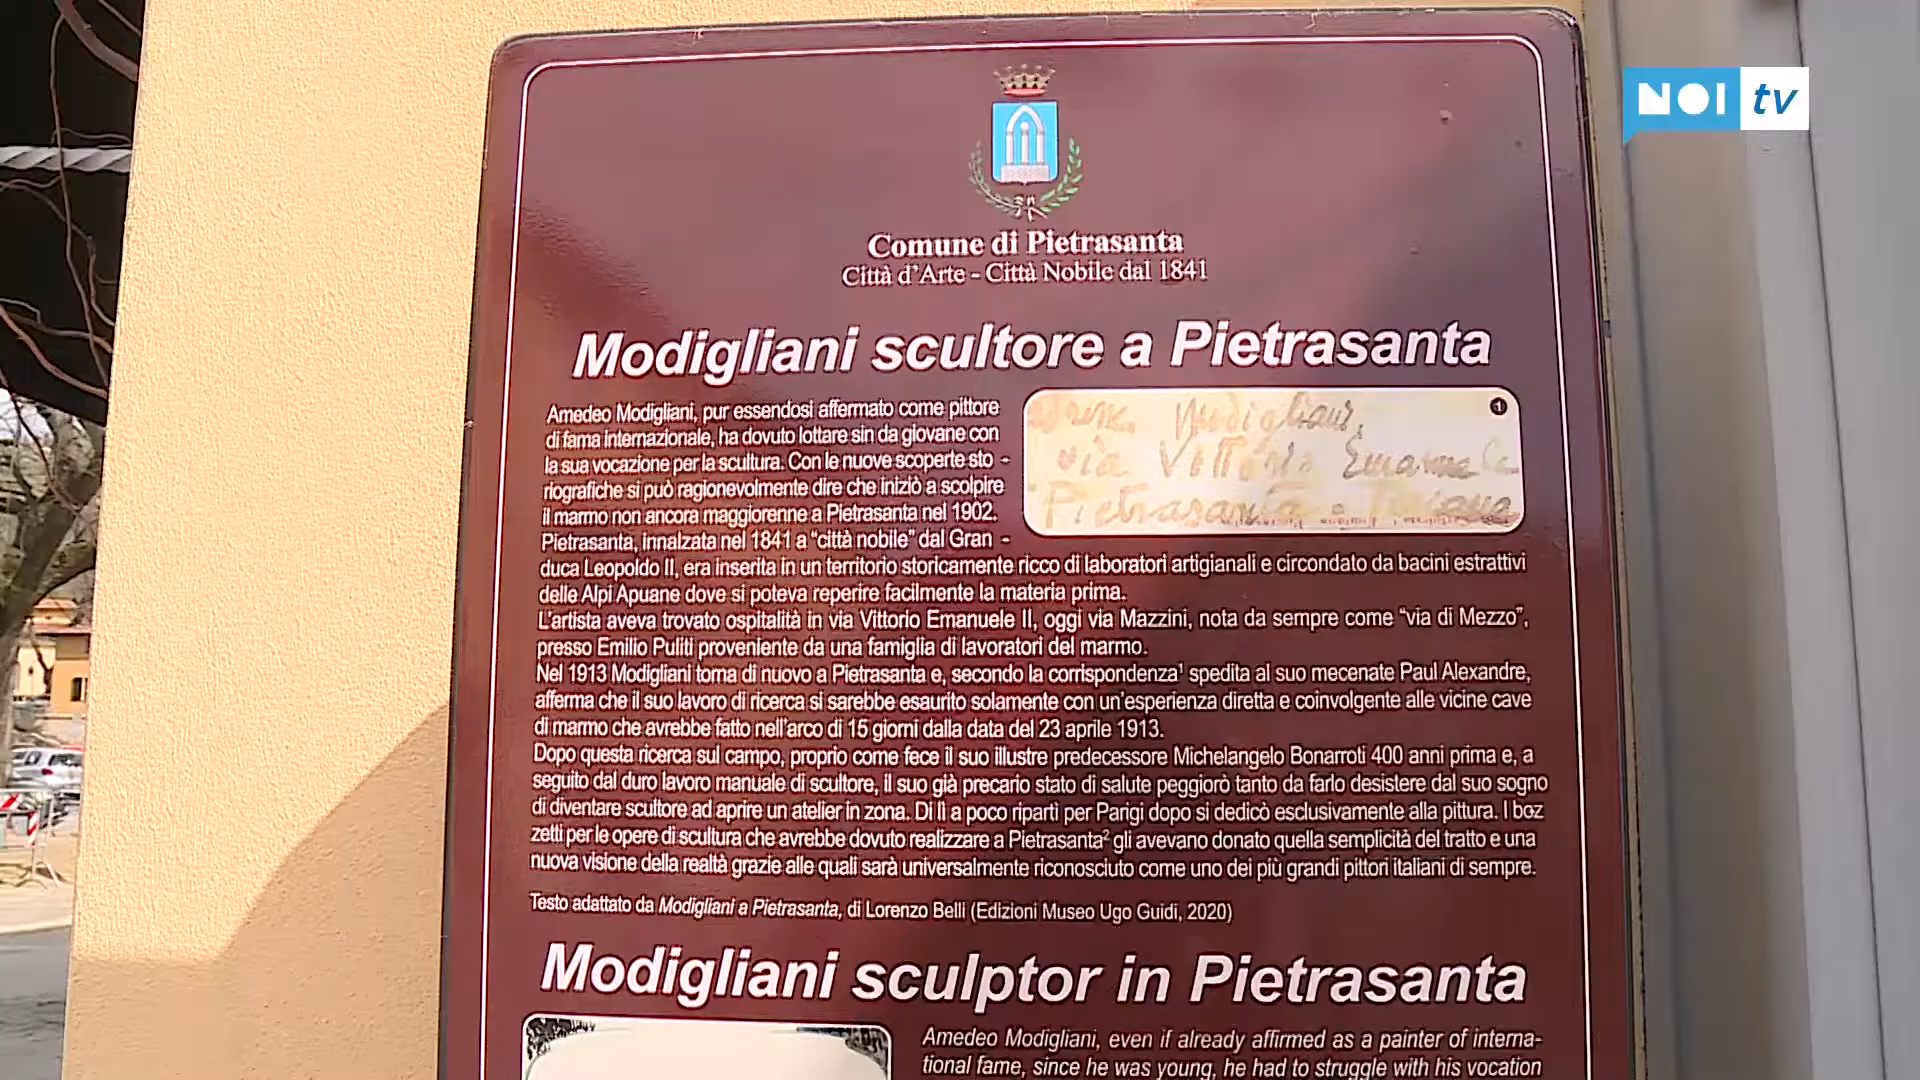 NOI tv
Comune di Pietrasanta
Città d'Arte - Città Nobile dal 1841
Modigliani scultore a Pietrasanta
Amedeo Modigliani, pur essendosi affermato come pittore
di fama internazionale, ha dovuto lottare sin da giovane con
la sua vocazione per la scultura. Con le nuove scoperte sto -
riografiche si può ragionevolmente dire che iniziò a scolpire
il marmo non ancora maggiorenne a Pietrasanta nel 1902.
Pietrasanta, innalzata nel 1841 a “città nobile” dal Gran -
duca Leopoldo II, era inserita in un territorio storicamente ricco di laboratori artigianali e circondato da bacini estrattivi
delle Alpi Apuane dove si poteva reperire facilmente la materia prima.
L'artista aveva trovato ospitalità in via Vittorio Emanuele II, oggi via Mazzini, nota da sempre come “via di Mezzo”,
presso Emilio Puliti proveniente da una famiglia di lavoratori del marmo.
Nel 1913 Modigliani torna di nuovo a Pietrasanta e, secondo la corrispondenza¹ spedita al suo mecenate Paul Alexandre,
afferma che il suo lavoro di ricerca si sarebbe esaurito solamente con un'esperienza diretta e coinvolgente alle vicine cave
di marmo che avrebbe fatto nell'arco di 15 giorni dalla data del 23 aprile 1913.
Dopo questa ricerca sul campo, proprio come fece il suo illustre predecessore Michelangelo Bonarroti 400 anni prima e, a
seguito dal duro lavoro manuale di scultore, il suo già precario stato di salute peggiorò tanto da farlo desistere dal suo sogno
di diventare scultore ad aprire un atelier in zona. Di lì a poco ripartì per Parigi dopo si dedicò esclusivamente alla pittura. I boz
zetti per le opere di scultura che avrebbe dovuto realizzare a Pietrasanta² gli avevano donato quella semplicità del tratto e una
nuova visione della realtà grazie alle quali sarà universalmente riconosciuto come uno dei più grandi pittori italiani di sempre.
Testo adattato da Modigliani a Pietrasanta, di Lorenzo Belli (Edizioni Museo Ugo Guidi, 2020)
1
Modigliani,
via Vittorio Emanuele
Pietrasanta
Modigliani sculptor in Pietrasanta
Amedeo Modigliani, even if already affirmed as a painter of interna-
tional fame, since he was young, he had to struggle with his vocation